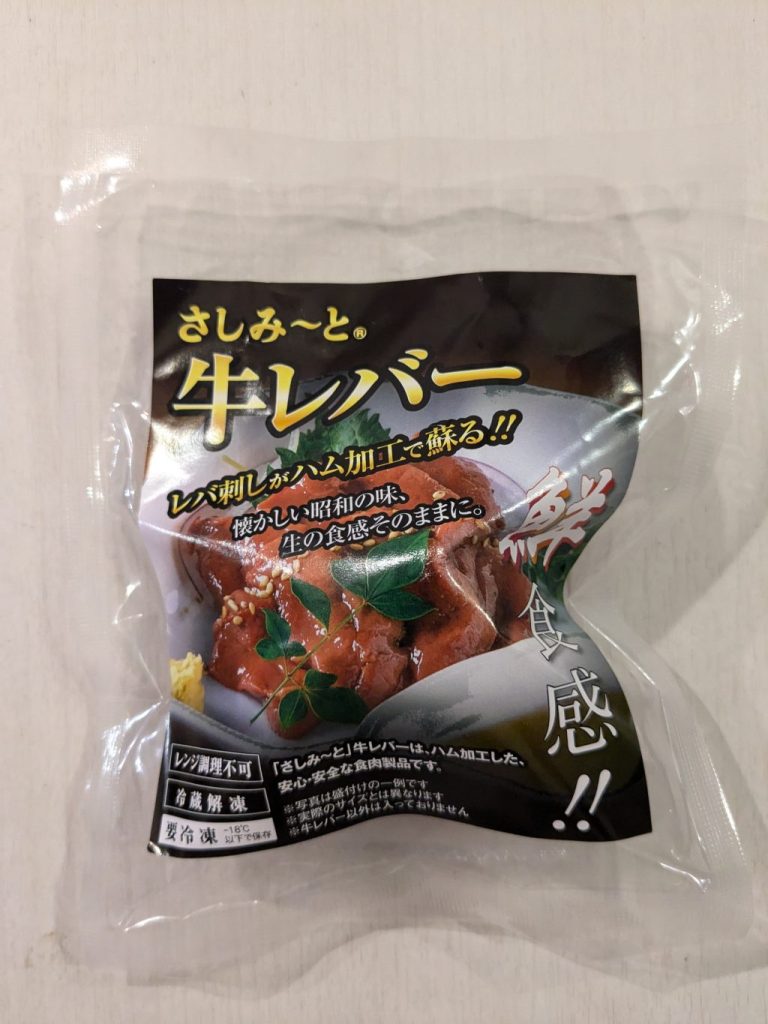 さしみ〜と®
牛レバー
レバ刺しがハム加工で蘇る!!
懐かしい昭和の味、
生の食感そのままに。
鮮食感!!
レンジ調理不可
冷蔵解凍
要冷凍 -18℃以下で保存
「さしみ〜と」牛レバーは、ハム加工した、
安心・安全な食肉製品です。
※写真は盛付けの一例です
※実際のサイズとは異なります
※牛レバー以外は入っておりません